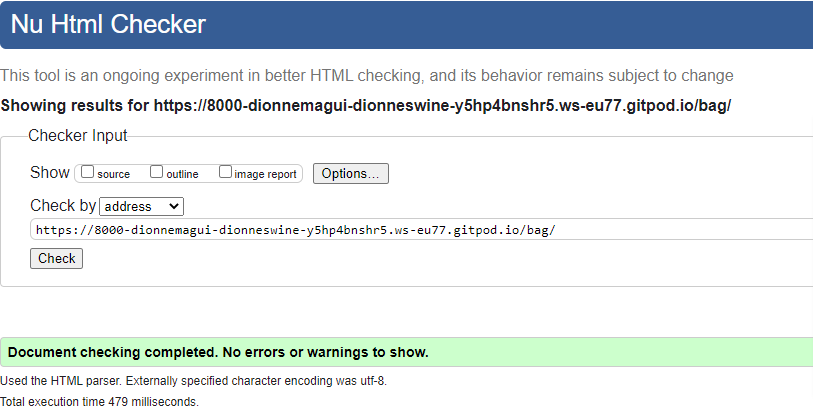 Nu Html Checker
This tool is an ongoing experiment in better HTML checking, and its behavior remains subject to change
Showing results for https://8000-dionnemagui-dionneswine-y5hp4bnshr5.ws-eu77.gitpod.io/bag/
Checker Input
Show source outline image report Options...
Check by address
https://8000-dionnemagui-dionneswine-y5hp4bnshr5.ws-eu77.gitpod.io/bag/
Check
Document checking completed. No errors or warnings to show.
Used the HTML parser. Externally specified character encoding was utf-8.
Total execution time 479 milliseconds.